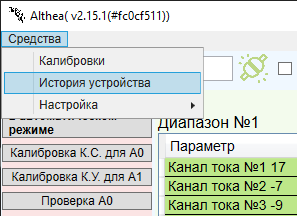 Althea( v2.15.1(#fc0cf511))
Средства
Калибровки
История устройства
Настройка
режиме
Калибровка К.С. для А0
Калибровка К.У. для А1
Проверка А0
Диапазон №1
Параметр
Канал тока №1 17
Канал тока №2 -7
Канал тока №3 -9